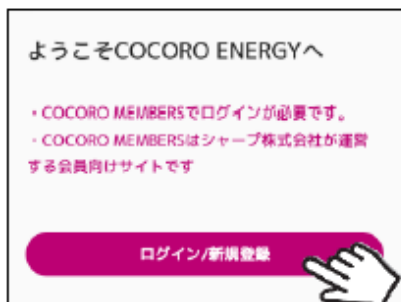 ようこそCOCORO ENERGYへ
・COCORO MEMBERSでログインが必要です。
・COCORO MEMBERSはシャープ株式会社が運営
する会員向けサイトです
ログイン/新規登録